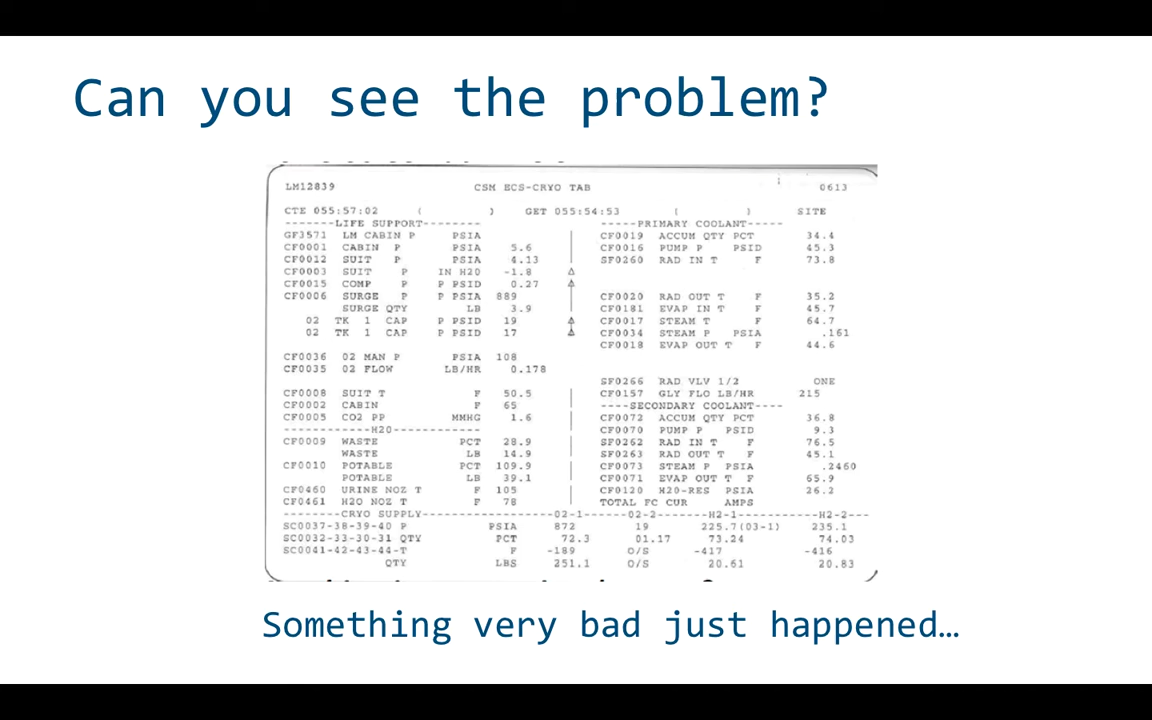 Can you see the problem?
LM12839 CSM ECS-CRYO TAB 0613
CTE 055:57:02 ( ) GET 055:54:53 ( ) SITE
-------LIFE SUPPORT-------- -----PRIMARY COOLANT-----
GF3571 LM CABIN P PSIA CF0019 ACCUM QTY PCT 34.4
CF0001 CABIN P PSIA 5.6 CF0016 PUMP P PSID 45.3
CF0012 SUIT P PSIA 4.13 SF0260 RAD IN T F 73.8
CF0003 SUIT P IN H20 -1.8 Δ
CF0015 COMP P P PSID 0.27 Δ
CF0006 SURGE P P PSIA 889 CF0020 RAD OUT T F 35.2
SURGE QTY LB 3.9 CF0181 EVAP IN T F 45.7
02 TK 1 CAP P PSID 19 Δ CF0017 STEAM T F 64.7
02 TK 1 CAP P PSID 17 Δ CF0034 STEAM P PSIA .161
CF0018 EVAP OUT T F 44.6
CF0036 02 MAN P PSIA 108
CF0035 02 FLOW LB/HR 0.178
SF0266 RAD VLV 1/2 ONE
CF0008 SUIT T F 50.5 CF0157 GLY FLO LB/HR 215
CF0002 CABIN F 65 ----SECONDARY COOLANT----
CF0005 CO2 PP MMHG 1.6 CF0072 ACCUM QTY PCT 36.8
------------H20------------- CF0070 PUMP P PSID 9.3
CF0009 WASTE PCT 28.9 SF0262 RAD IN T F 76.5
WASTE LB 14.9 SF0263 RAD OUT T F 45.1
CF0010 POTABLE PCT 109.9 CF0073 STEAM P PSIA .2460
POTABLE LB 39.1 CF0071 EVAP OUT T F 65.9
CF0460 URINE NOZ T F 105 CF0120 H20-RES PSIA 26.2
CF0461 H2O NOZ T F 78 TOTAL FC CUR AMPS
--------CRYO SUPPLY--------------------02-1-------02-2--------H2-1-----------H2-2---
SC0037-38-39-40 P PSIA 872 19 225.7(03-1) 235.1
SC0032-33-30-31 QTY PCT 72.3 01.17 73.24 74.03
SC0041-42-43-44-T F -189 O/S -417 -416
QTY LBS 251.1 O/S 20.61 20.83
Something very bad just happened…